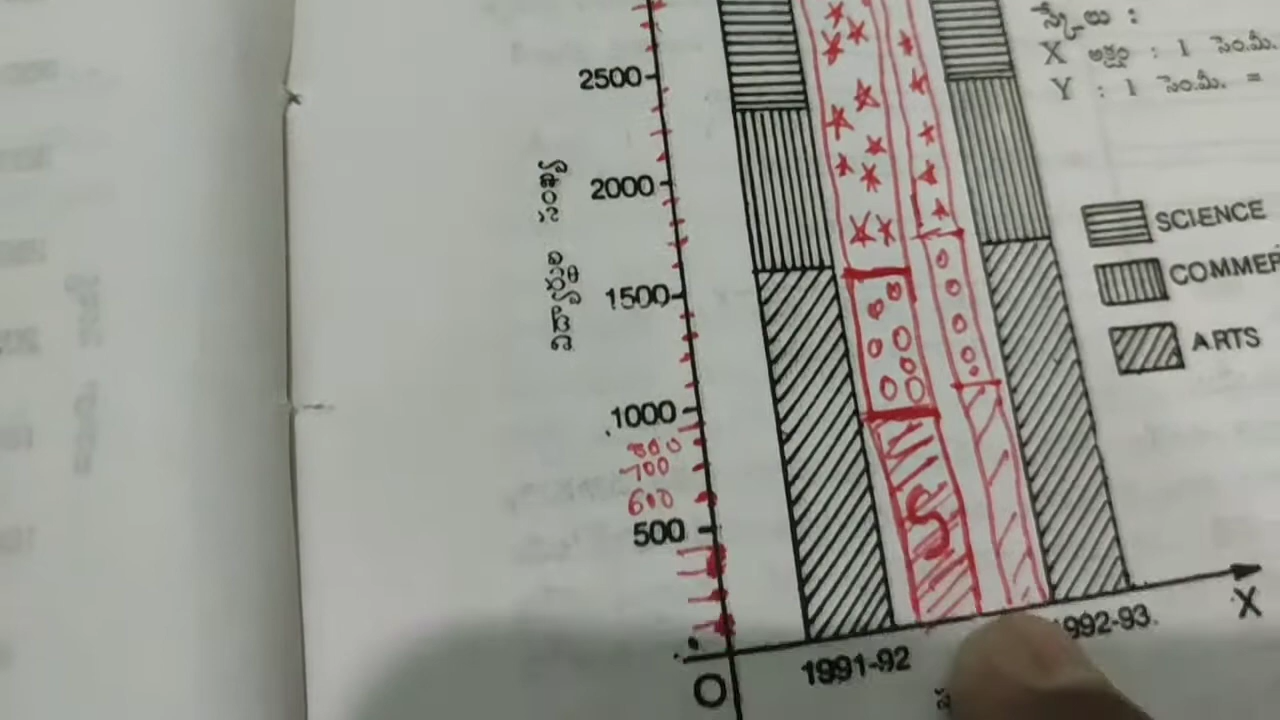 స్కేలు :
X అక్షం : 1 సెం.మీ.
Y : 1 సెం.మీ. =
2500
2000
1500
1000
800
700
600
500
విద్యార్థుల సంఖ్య
SCIENCE
COMMER
ARTS
O
1991-92
1992-93.
X